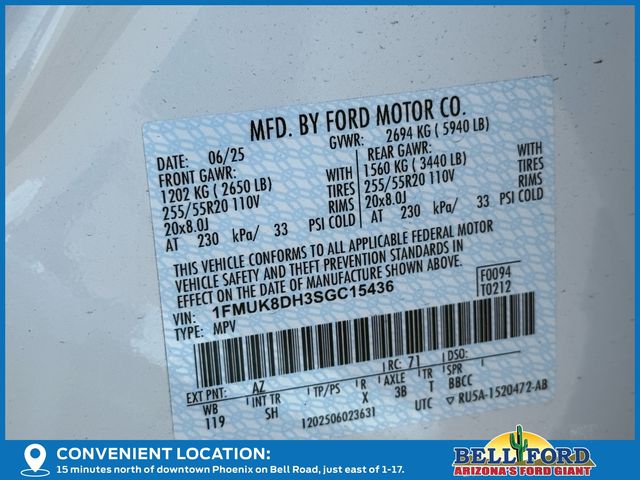 MFD. BY FORD MOTOR CO.
DATE: 06/25 GVWR: 2694 KG ( 5940 LB)
FRONT GAWR: REAR GAWR:
1202 KG ( 2650 LB) WITH 1560 KG ( 3440 LB) WITH
255/55R20 110V TIRES 255/55R20 110V TIRES
20x8.0J RIMS 20x8.0J RIMS
AT 230 kPa/ 33 PSI COLD AT 230 kPa/ 33 PSI COLD
THIS VEHICLE CONFORMS TO ALL APPLICABLE FEDERAL MOTOR
VEHICLE SAFETY AND THEFT PREVENTION STANDARDS IN
EFFECT ON THE DATE OF MANUFACTURE SHOWN ABOVE.
VIN: 1FMUK8DH3SGC15436 F0094
TYPE: MPV T0212
EXT PNT: AZ RC: 71 DSO:
WB INT TR TP/PS R AXLE TR SPR
119 SH X 3B T BBCC
1202506023631 UTC ▽ RU5A-1520472-AB
CONVENIENT LOCATION:
15 minutes north of downtown Phoenix on Bell Road, just east of 1-17.
BELL FORD
ARIZONA'S FORD GIANT